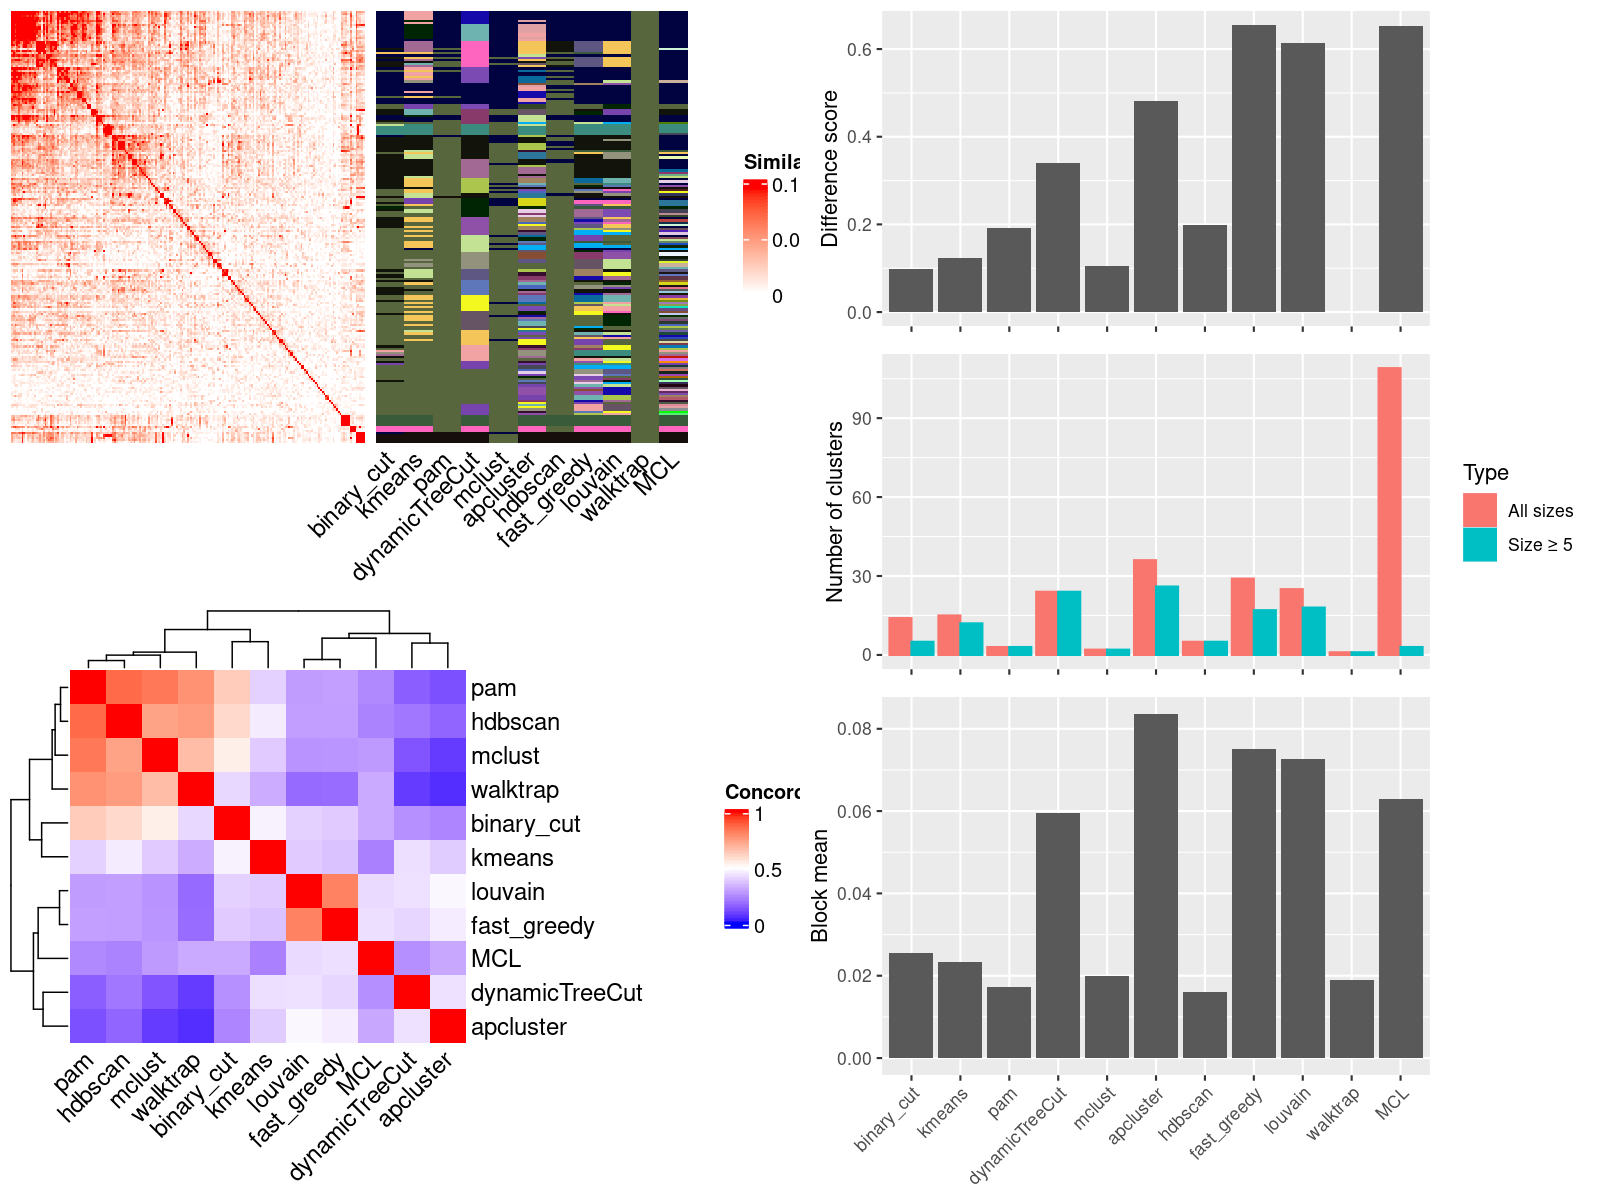 Simila
0.1
0.0
0
binary_cut
kmeans
pam
dynamicTreeCut
mclust
apcluster
hdbscan
fast_greedy
louvain
walktrap
MCL
pam
hdbscan
mclust
walktrap
binary_cut
kmeans
louvain
fast_greedy
MCL
dynamicTreeCut
apcluster
pam
hdbscan
mclust
walktrap
binary_cut
kmeans
louvain
fast_greedy
MCL
dynamicTreeCut
apcluster
Concord
1
0.5
0
Difference score
0.6
0.4
0.2
0.0
Number of clusters
90
60
30
0
Type
All sizes
Size ≥ 5
Block mean
0.08
0.06
0.04
0.02
0.00
binary_cut
kmeans
pam
dynamicTreeCut
mclust
apcluster
hdbscan
fast_greedy
louvain
walktrap
MCL